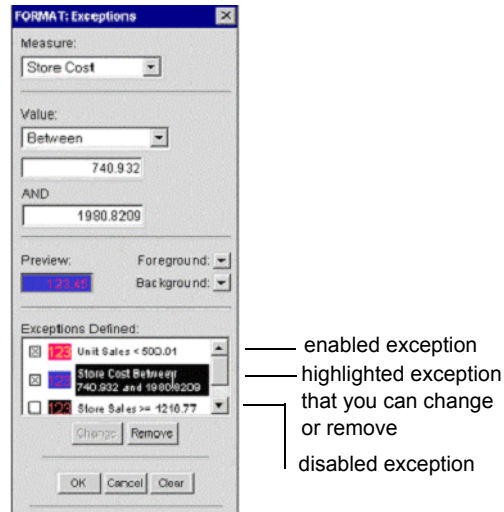 FORMAT: Exceptions
Measure:
Store Cost
Value:
Between
740.932
AND
1980.8209
Preview:
Foreground:
123.45
Background:
Exceptions Defined:
123 Unit Sales < 500.01
123 Store Cost Between
740.932 and 1980.8209
123 Store Sales >= 1216.77
Change Remove
OK Cancel Clear
enabled exception
highlighted exception
that you can change
or remove
disabled exception